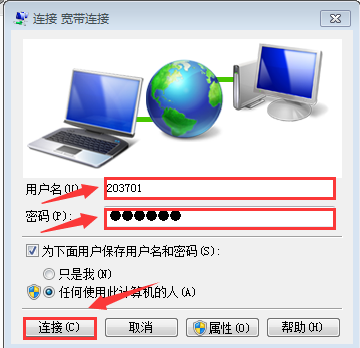 连接 宽带连接
用户名(U): 203701
密码(P): ●●●●●●
为下面用户保存用户名和密码(S):
只是我(N)
任何使用此计算机的人(A)
连接(C) 取消 属性(O) 帮助(H)